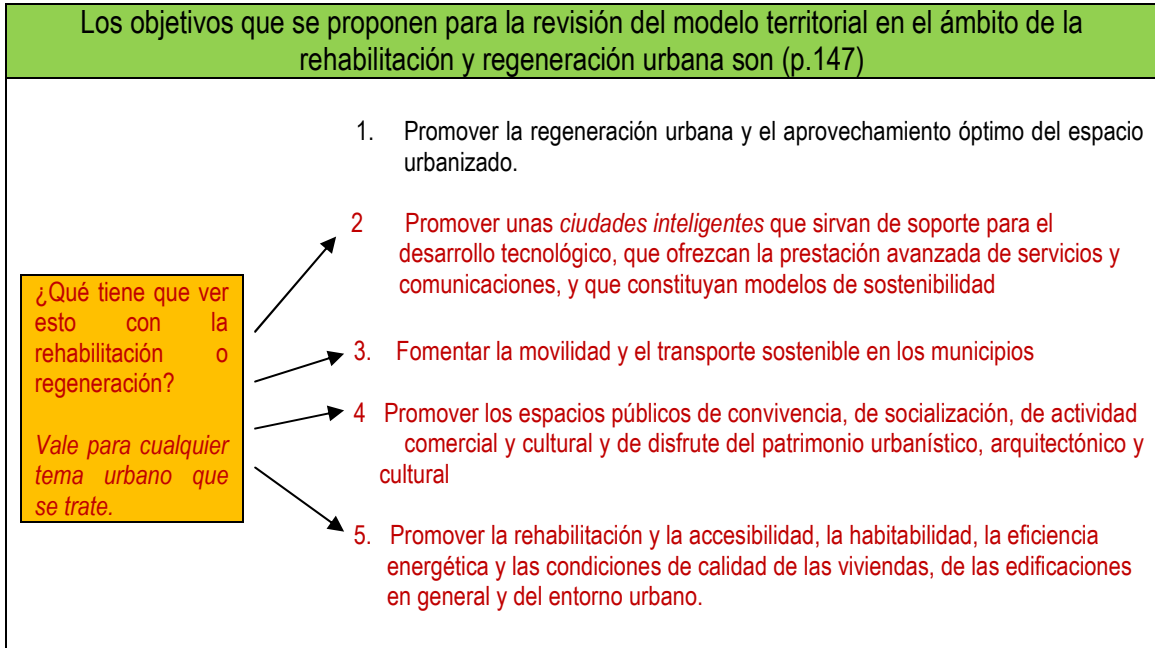 Los objetivos que se proponen para la revisión del modelo territorial en el ámbito de la
rehabilitación y regeneración urbana son (p.147)
1. Promover la regeneración urbana y el aprovechamiento óptimo del espacio
urbanizado.
2 Promover unas ciudades inteligentes que sirvan de soporte para el
desarrollo tecnológico, que ofrezcan la prestación avanzada de servicios y
comunicaciones, y que constituyan modelos de sostenibilidad
¿Qué tiene que ver
esto con la
rehabilitación o
regeneración?
Vale para cualquier
tema urbano que
se trate.
3. Fomentar la movilidad y el transporte sostenible en los municipios
4 Promover los espacios públicos de convivencia, de socialización, de actividad
comercial y cultural y de disfrute del patrimonio urbanístico, arquitectónico y
cultural
5. Promover la rehabilitación y la accesibilidad, la habitabilidad, la eficiencia
energética y las condiciones de calidad de las viviendas, de las edificaciones
en general y del entorno urbano.